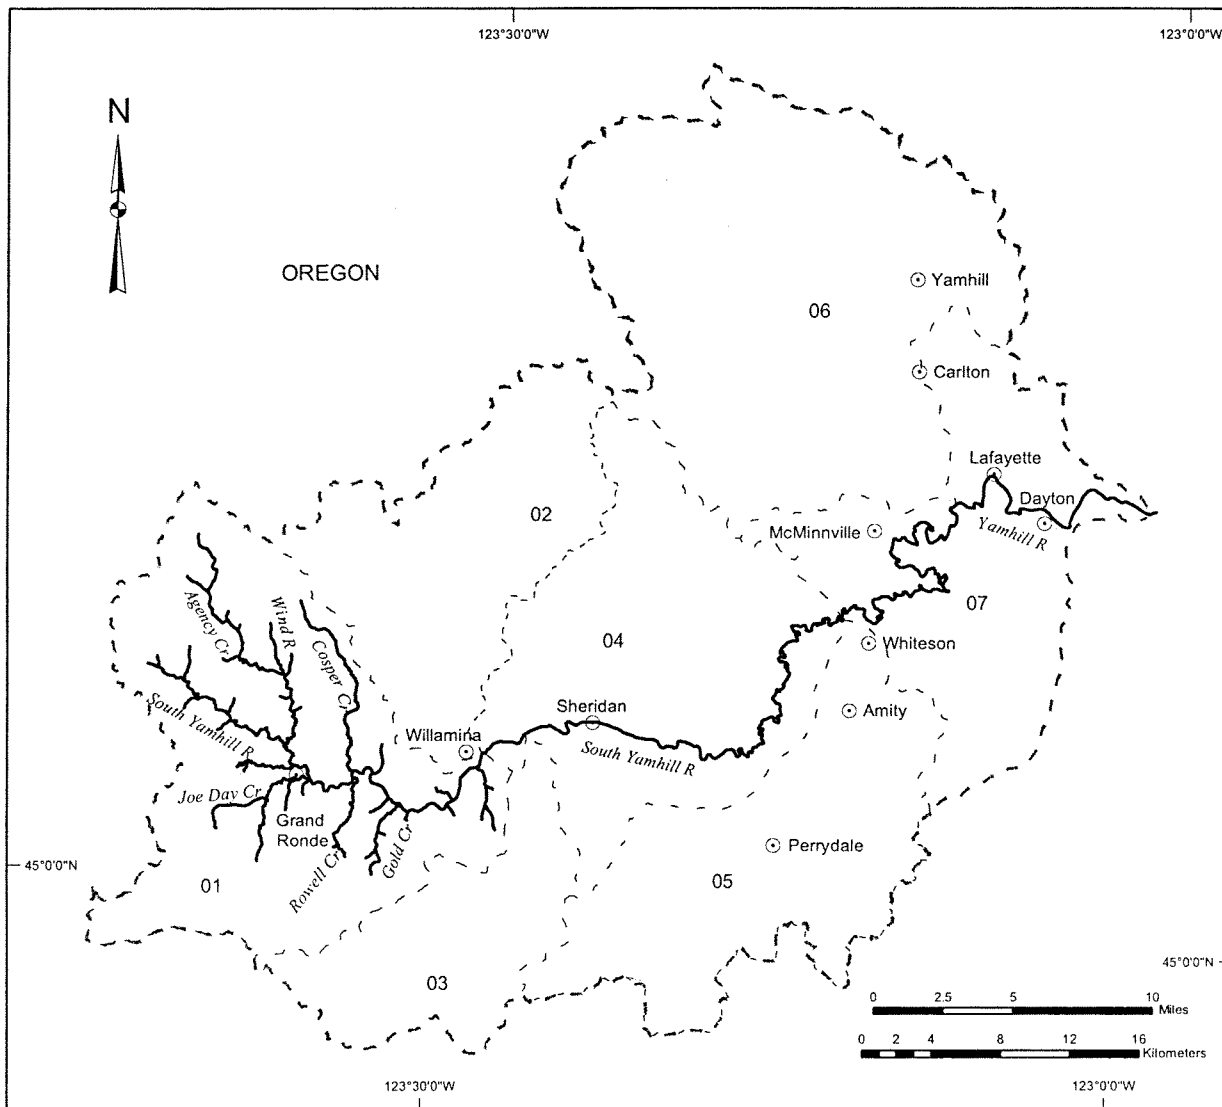 123°30'0"W
123°0'0"W
N
OREGON
Yamhill
06
Carlton
Lafayette
Dayton
02
McMinnville
Yamhill R
Agency Cr
Wind R
Cosper Cr
07
04
Whiteson
South Yamhill R
Sheridan
Amity
Willamina
South Yamhill R
Joe Day Cr
Grand
Ronde
Perrydale
45°0'0"N
Gold Cr
Rowell Cr
01
05
03
45°0'0"N
0 2.5 5 10
Miles
0 2 4 8 12 16
Kilometers
123°30'0"W
123°0'0"W